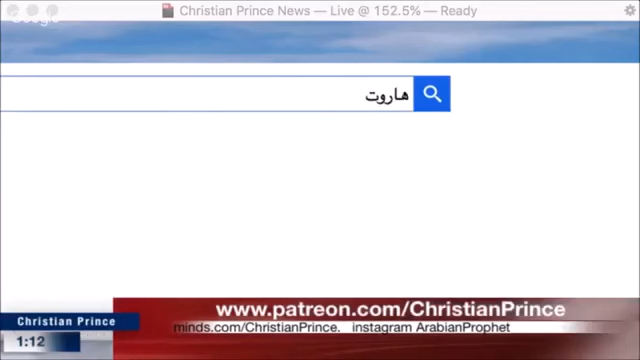 Christian Prince News — Live @ 152.5% — Ready
Google
هاروت
www.patreon.com/ChristianPrince
Christian Prince
minds.com/ChristianPrince. instagram ArabianProphet
1:12